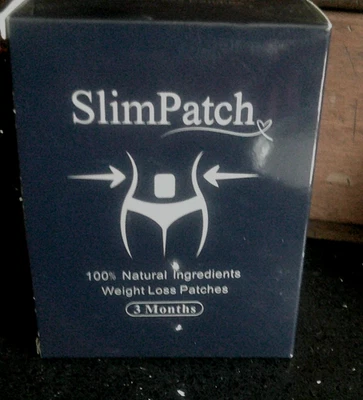 SlimPatch
100% Natural Ingredients
Weight Loss Patches
3 Months